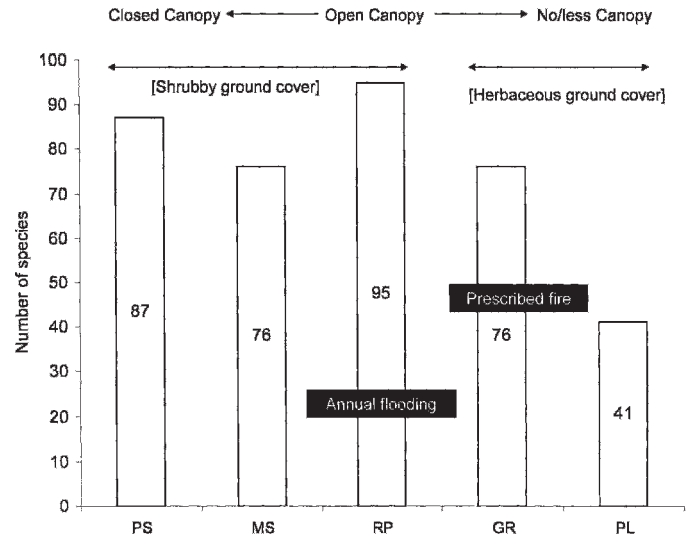 Closed Canopy Open Canopy No/less Canopy
[Shrubby ground cover]
[Herbaceous ground cover]
Number of species
100
90
80
70
60
50
40
30
20
10
0
87
76
95
Prescribed fire
76
Annual flooding
41
PS MS RP GR PL